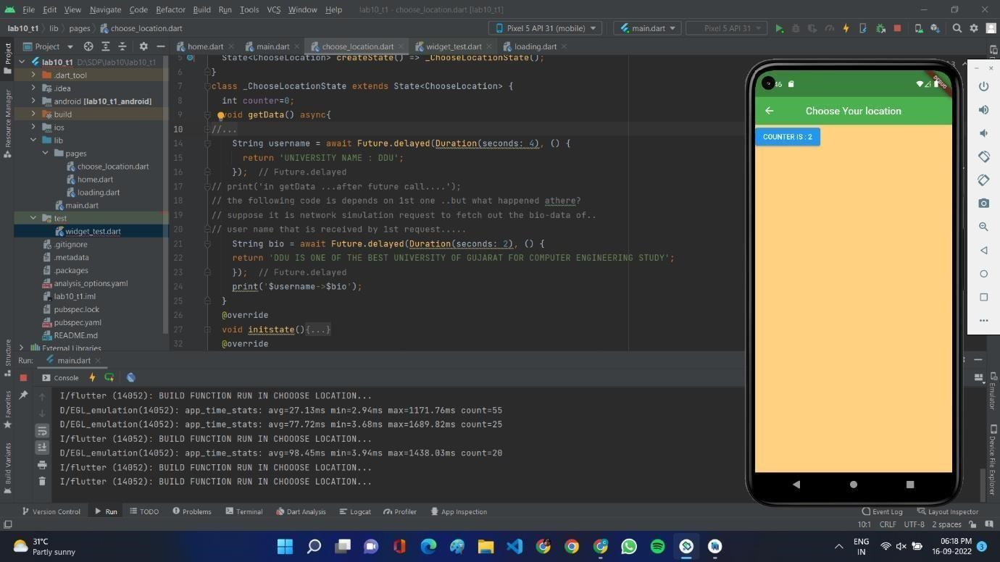 File Edit View Navigate Code Refactor Build Run Tools VCS Window Help lab10_t1 - choose_location.dart [lab10_t1]
lab10_t1 lib pages choose_location.dart Pixel 5 API 31 (mobile) main.dart Pixel 5 API 31
Project home.dart main.dart choose_location.dart widget_test.dart loading.dart
lab10_t1 D:\SDP\lab10\lab10_t1
.dart_tool
.idea
android [lab10_t1_android]
build
ios
lib
pages
choose_location.dart
home.dart
loading.dart
main.dart
test
widget_test.dart
.gitignore
.metadata
.packages
analysis_options.yaml
lab10_t1.iml
pubspec.lock
pubspec.yaml
README.md
External Libraries
Project
Resource Manager
Structure
Favorites
Build Variants
5 State<ChooseLocation> createState() => _ChooseLocationState();
6 }
7 class _ChooseLocationState extends State<ChooseLocation> {
8 int counter=0;
9 void getData() async{
10 //...
14 String username = await Future.delayed(Duration(seconds: 4), () {
15 return 'UNIVERSITY NAME : DDU';
16 }); // Future.delayed
17 // print('in getData ...after future call....');
18 // the following code is depends on 1st one ..but what happened athere?
19 // suppose it is network simulation request to fetch out the bio-data of..
20 // user name that is received by 1st request.....
21 String bio = await Future.delayed(Duration(seconds: 2), () {
22 return 'DDU IS ONE OF THE BEST UNIVERSITY OF GUJARAT FOR COMPUTER ENGINEERING STUDY';
23 }); // Future.delayed
24 print('$username->$bio');
25 }
26 @override
27 void initstate(){...}
32 @override
46
DEBUG
Choose Your location
COUNTER IS : 2
Emulator
Device File Explorer
Run: main.dart
Console
I/flutter (14052): BUILD FUNCTION RUN IN CHOOOSE LOCATION...
D/EGL_emulation(14052): app_time_stats: avg=27.13ms min=2.94ms max=1171.76ms count=55
D/EGL_emulation(14052): app_time_stats: avg=77.72ms min=3.68ms max=1689.82ms count=25
I/flutter (14052): BUILD FUNCTION RUN IN CHOOOSE LOCATION...
D/EGL_emulation(14052): app_time_stats: avg=98.45ms min=3.94ms max=1438.03ms count=20
I/flutter (14052): BUILD FUNCTION RUN IN CHOOOSE LOCATION...
I/flutter (14052): BUILD FUNCTION RUN IN CHOOOSE LOCATION...
Version Control Run TODO Problems Terminal Dart Analysis Logcat Profiler App Inspection Event Log Layout Inspector
10:1 CRLF UTF-8 2 spaces
31°C
Partly sunny
ENG
IN
06:18 PM
16-09-2022
3